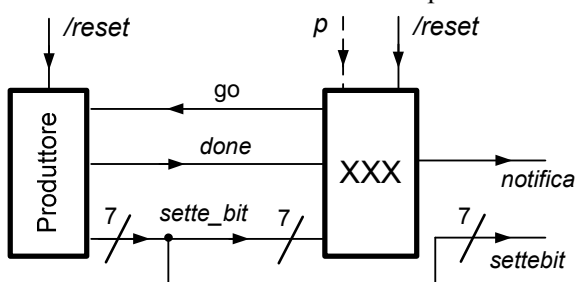 /reset
p
/reset
go
done
Produttore
XXX
notifica
7
sette_bit
7
7
settebit